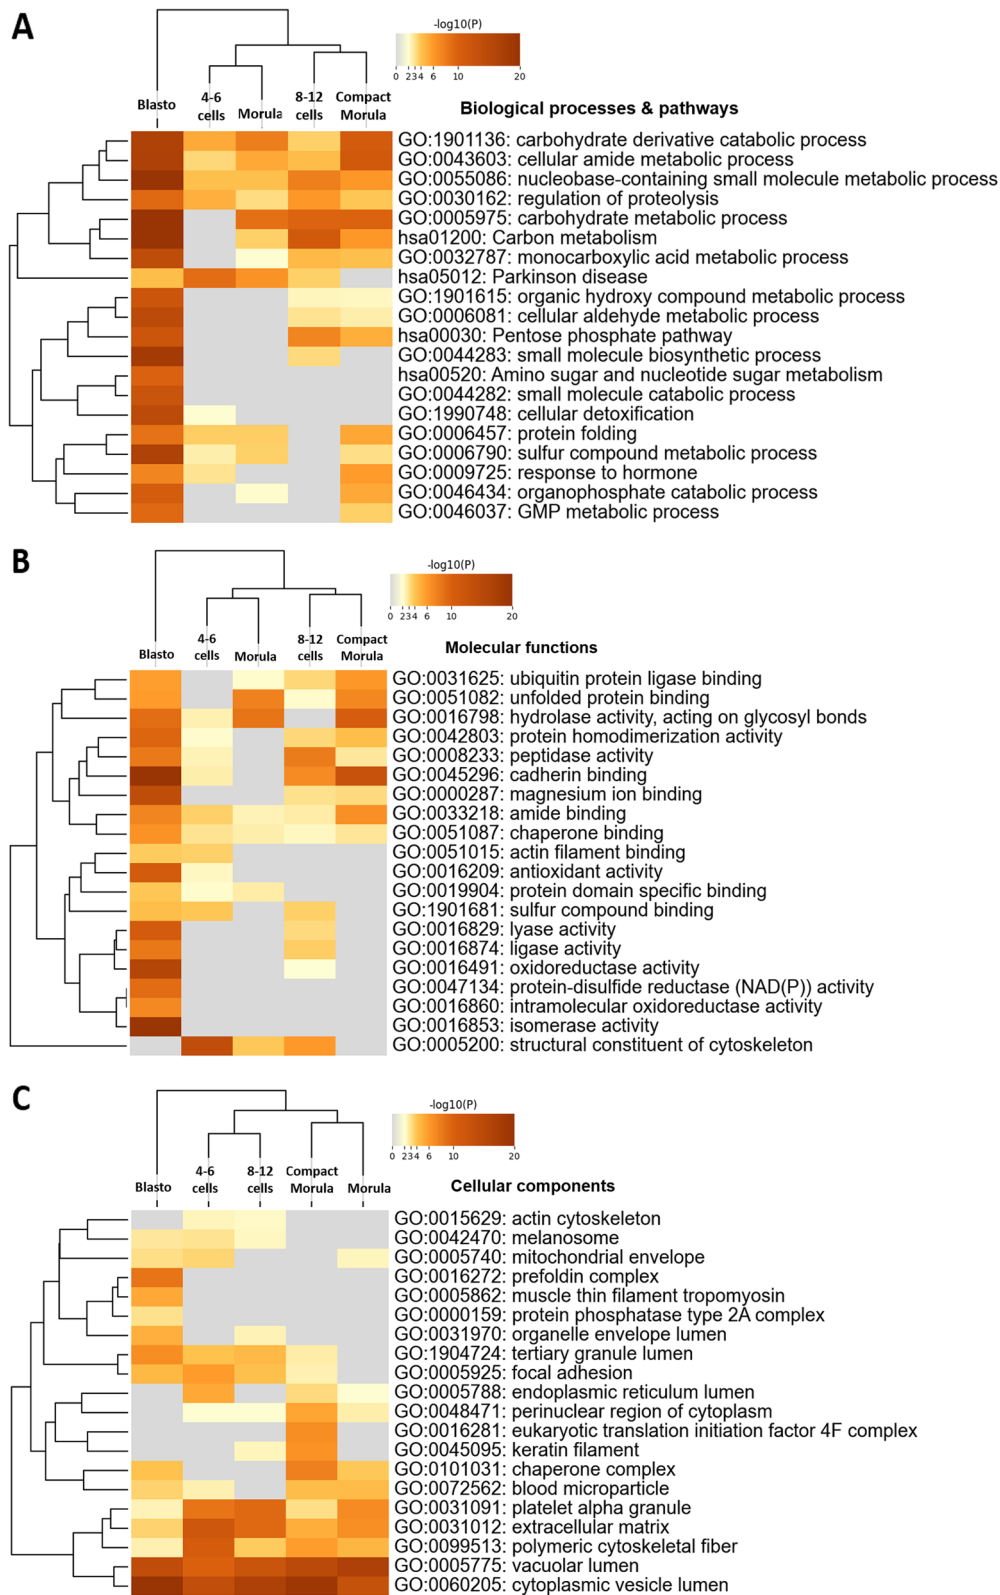 A
-log10(P)
0 2 3 4 6 10 20
Blasto
4-6 cells
Morula
8-12 cells
Compact Morula
Biological processes & pathways
GO:1901136: carbohydrate derivative catabolic process
GO:0043603: cellular amide metabolic process
GO:0055086: nucleobase-containing small molecule metabolic process
GO:0030162: regulation of proteolysis
GO:0005975: carbohydrate metabolic process
hsa01200: Carbon metabolism
GO:0032787: monocarboxylic acid metabolic process
hsa05012: Parkinson disease
GO:1901615: organic hydroxy compound metabolic process
GO:0006081: cellular aldehyde metabolic process
hsa00030: Pentose phosphate pathway
GO:0044283: small molecule biosynthetic process
hsa00520: Amino sugar and nucleotide sugar metabolism
GO:0044282: small molecule catabolic process
GO:1990748: cellular detoxification
GO:0006457: protein folding
GO:0006790: sulfur compound metabolic process
GO:0009725: response to hormone
GO:0046434: organophosphate catabolic process
GO:0046037: GMP metabolic process
B
-log10(P)
0 2 3 4 6 10 20
Blasto
4-6 cells
Morula
8-12 cells
Compact Morula
Molecular functions
GO:0031625: ubiquitin protein ligase binding
GO:0051082: unfolded protein binding
GO:0016798: hydrolase activity, acting on glycosyl bonds
GO:0042803: protein homodimerization activity
GO:0008233: peptidase activity
GO:0045296: cadherin binding
GO:0000287: magnesium ion binding
GO:0033218: amide binding
GO:0051087: chaperone binding
GO:0051015: actin filament binding
GO:0016209: antioxidant activity
GO:0019904: protein domain specific binding
GO:1901681: sulfur compound binding
GO:0016829: lyase activity
GO:0016874: ligase activity
GO:0016491: oxidoreductase activity
GO:0047134: protein-disulfide reductase (NAD(P)) activity
GO:0016860: intramolecular oxidoreductase activity
GO:0016853: isomerase activity
GO:0005200: structural constituent of cytoskeleton
C
-log10(P)
0 2 3 4 6 10 20
Blasto
4-6 cells
8-12 cells
Compact Morula
Morula
Cellular components
GO:0015629: actin cytoskeleton
GO:0042470: melanosome
GO:0005740: mitochondrial envelope
GO:0016272: prefoldin complex
GO:0005862: muscle thin filament tropomyosin
GO:0000159: protein phosphatase type 2A complex
GO:0031970: organelle envelope lumen
GO:1904724: tertiary granule lumen
GO:0005925: focal adhesion
GO:0005788: endoplasmic reticulum lumen
GO:0048471: perinuclear region of cytoplasm
GO:0016281: eukaryotic translation initiation factor 4F complex
GO:0045095: keratin filament
GO:0101031: chaperone complex
GO:0072562: blood microparticle
GO:0031091: platelet alpha granule
GO:0031012: extracellular matrix
GO:0099513: polymeric cytoskeletal fiber
GO:0005775: vacuolar lumen
GO:0060205: cytoplasmic vesicle lumen